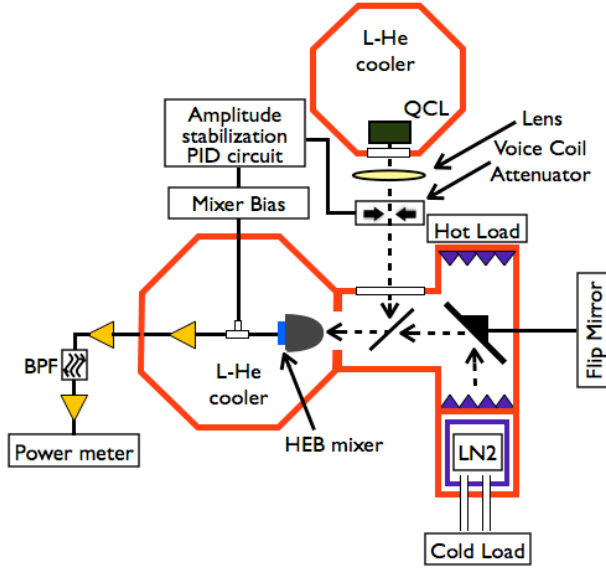 L-He
cooler
QCL
Lens
Voice Coil
Attenuator
Amplitude
stabilization
PID circuit
Mixer Bias
Hot Load
Flip Mirror
BPF
L-He
cooler
HEB mixer
Power meter
LN2
Cold Load